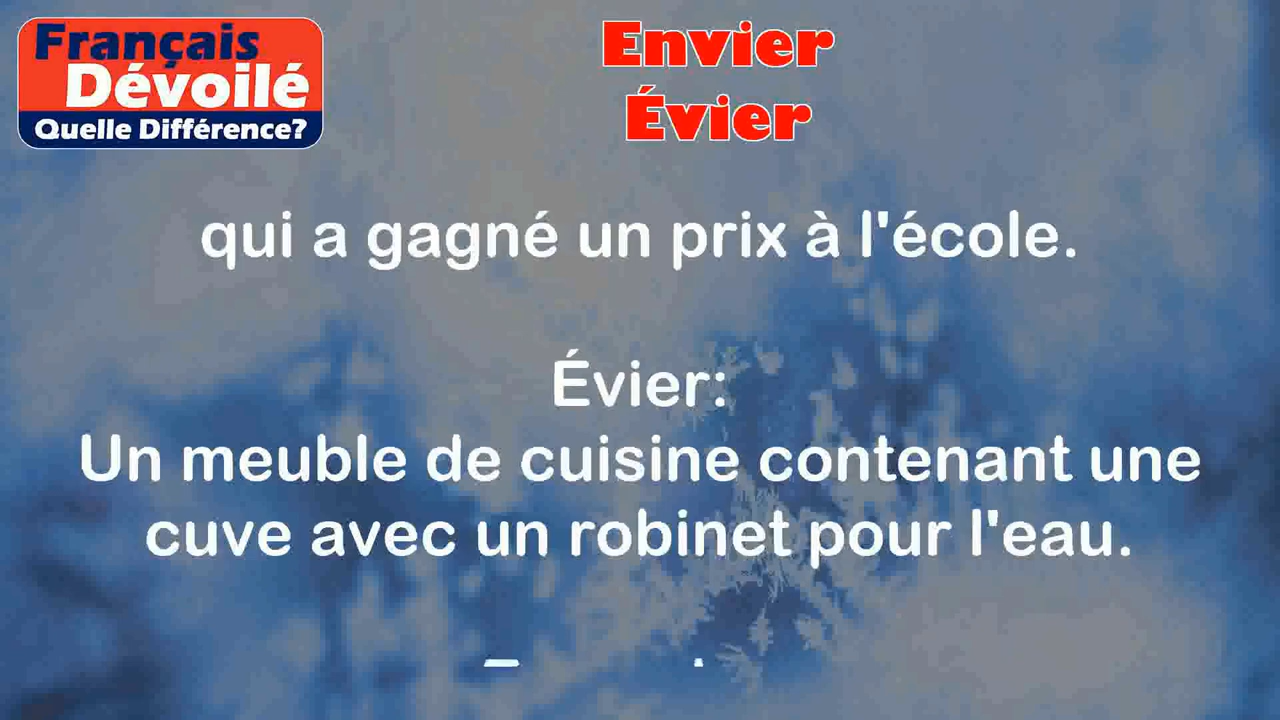 Français
Dévoilé
Quelle Différence?
Envier
Évier
qui a gagné un prix à l'école.
Évier:
Un meuble de cuisine contenant une
cuve avec un robinet pour l'eau.